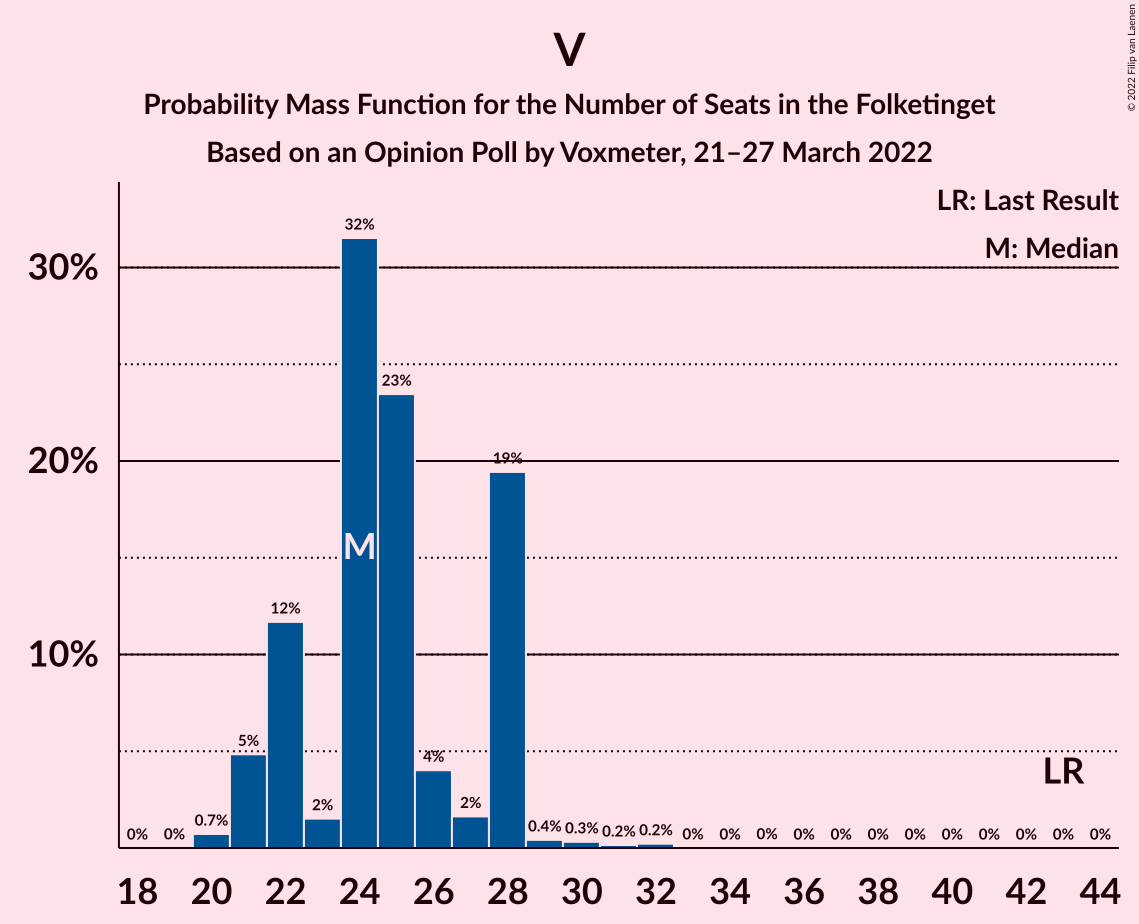 V
Probability Mass Function for the Number of Seats in the Folketinget
Based on an Opinion Poll by Voxmeter, 21–27 March 2022
© 2022 Filip van Laenen
LR: Last Result
M: Median
30%
20%
10%
0% 0% 0.7% 5% 12% 2% 32% 23% 4% 2% 19% 0.4% 0.3% 0.2% 0.2% 0% 0% 0% 0% 0% 0% 0% 0% 0% 0% 0% 0%
M
LR
18 20 22 24 26 28 30 32 34 36 38 40 42 44